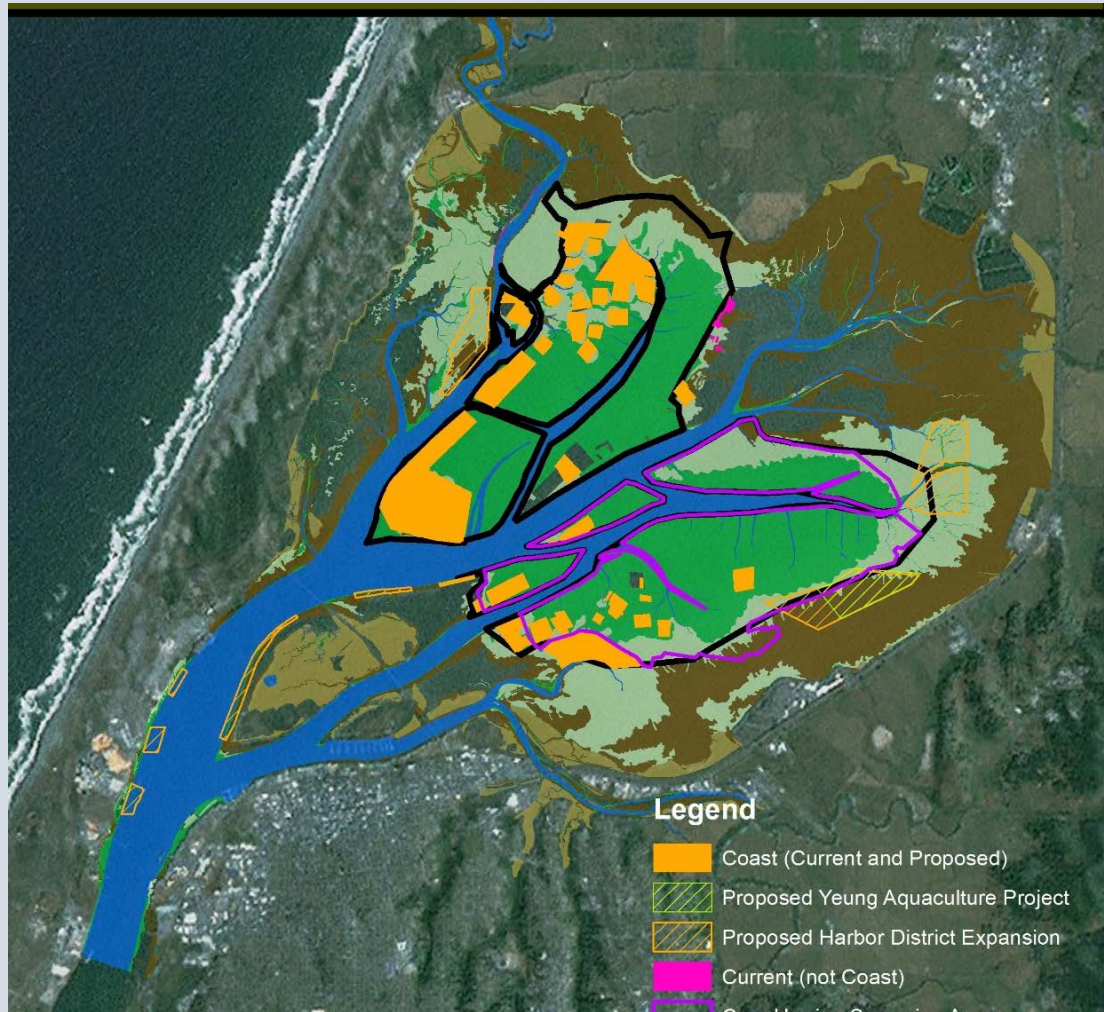 Legend
Coast (Current and Proposed)
Proposed Yeung Aquaculture Project
Proposed Harbor District Expansion
Current (not Coast)